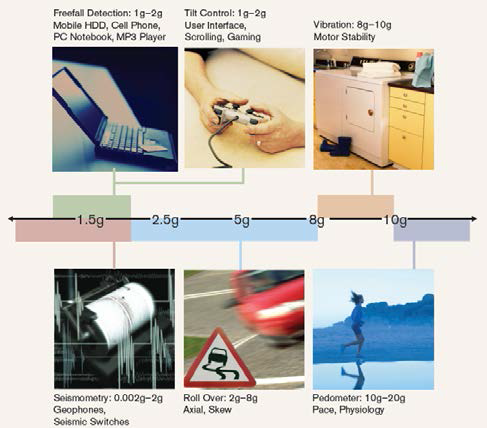 Freefall Detection: 1g–2g
Mobile HDD, Cell Phone,
PC Notebook, MP3 Player
Tilt Control: 1g–2g
User Interface,
Scrolling, Gaming
Vibration: 8g–10g
Motor Stability
1.5g
2.5g
5g
8g
10g
Seismometry: 0.002g–2g
Geophones,
Seismic Switches
Roll Over: 2g–8g
Axial, Skew
Pedometer: 10g–20g
Pace, Physiology